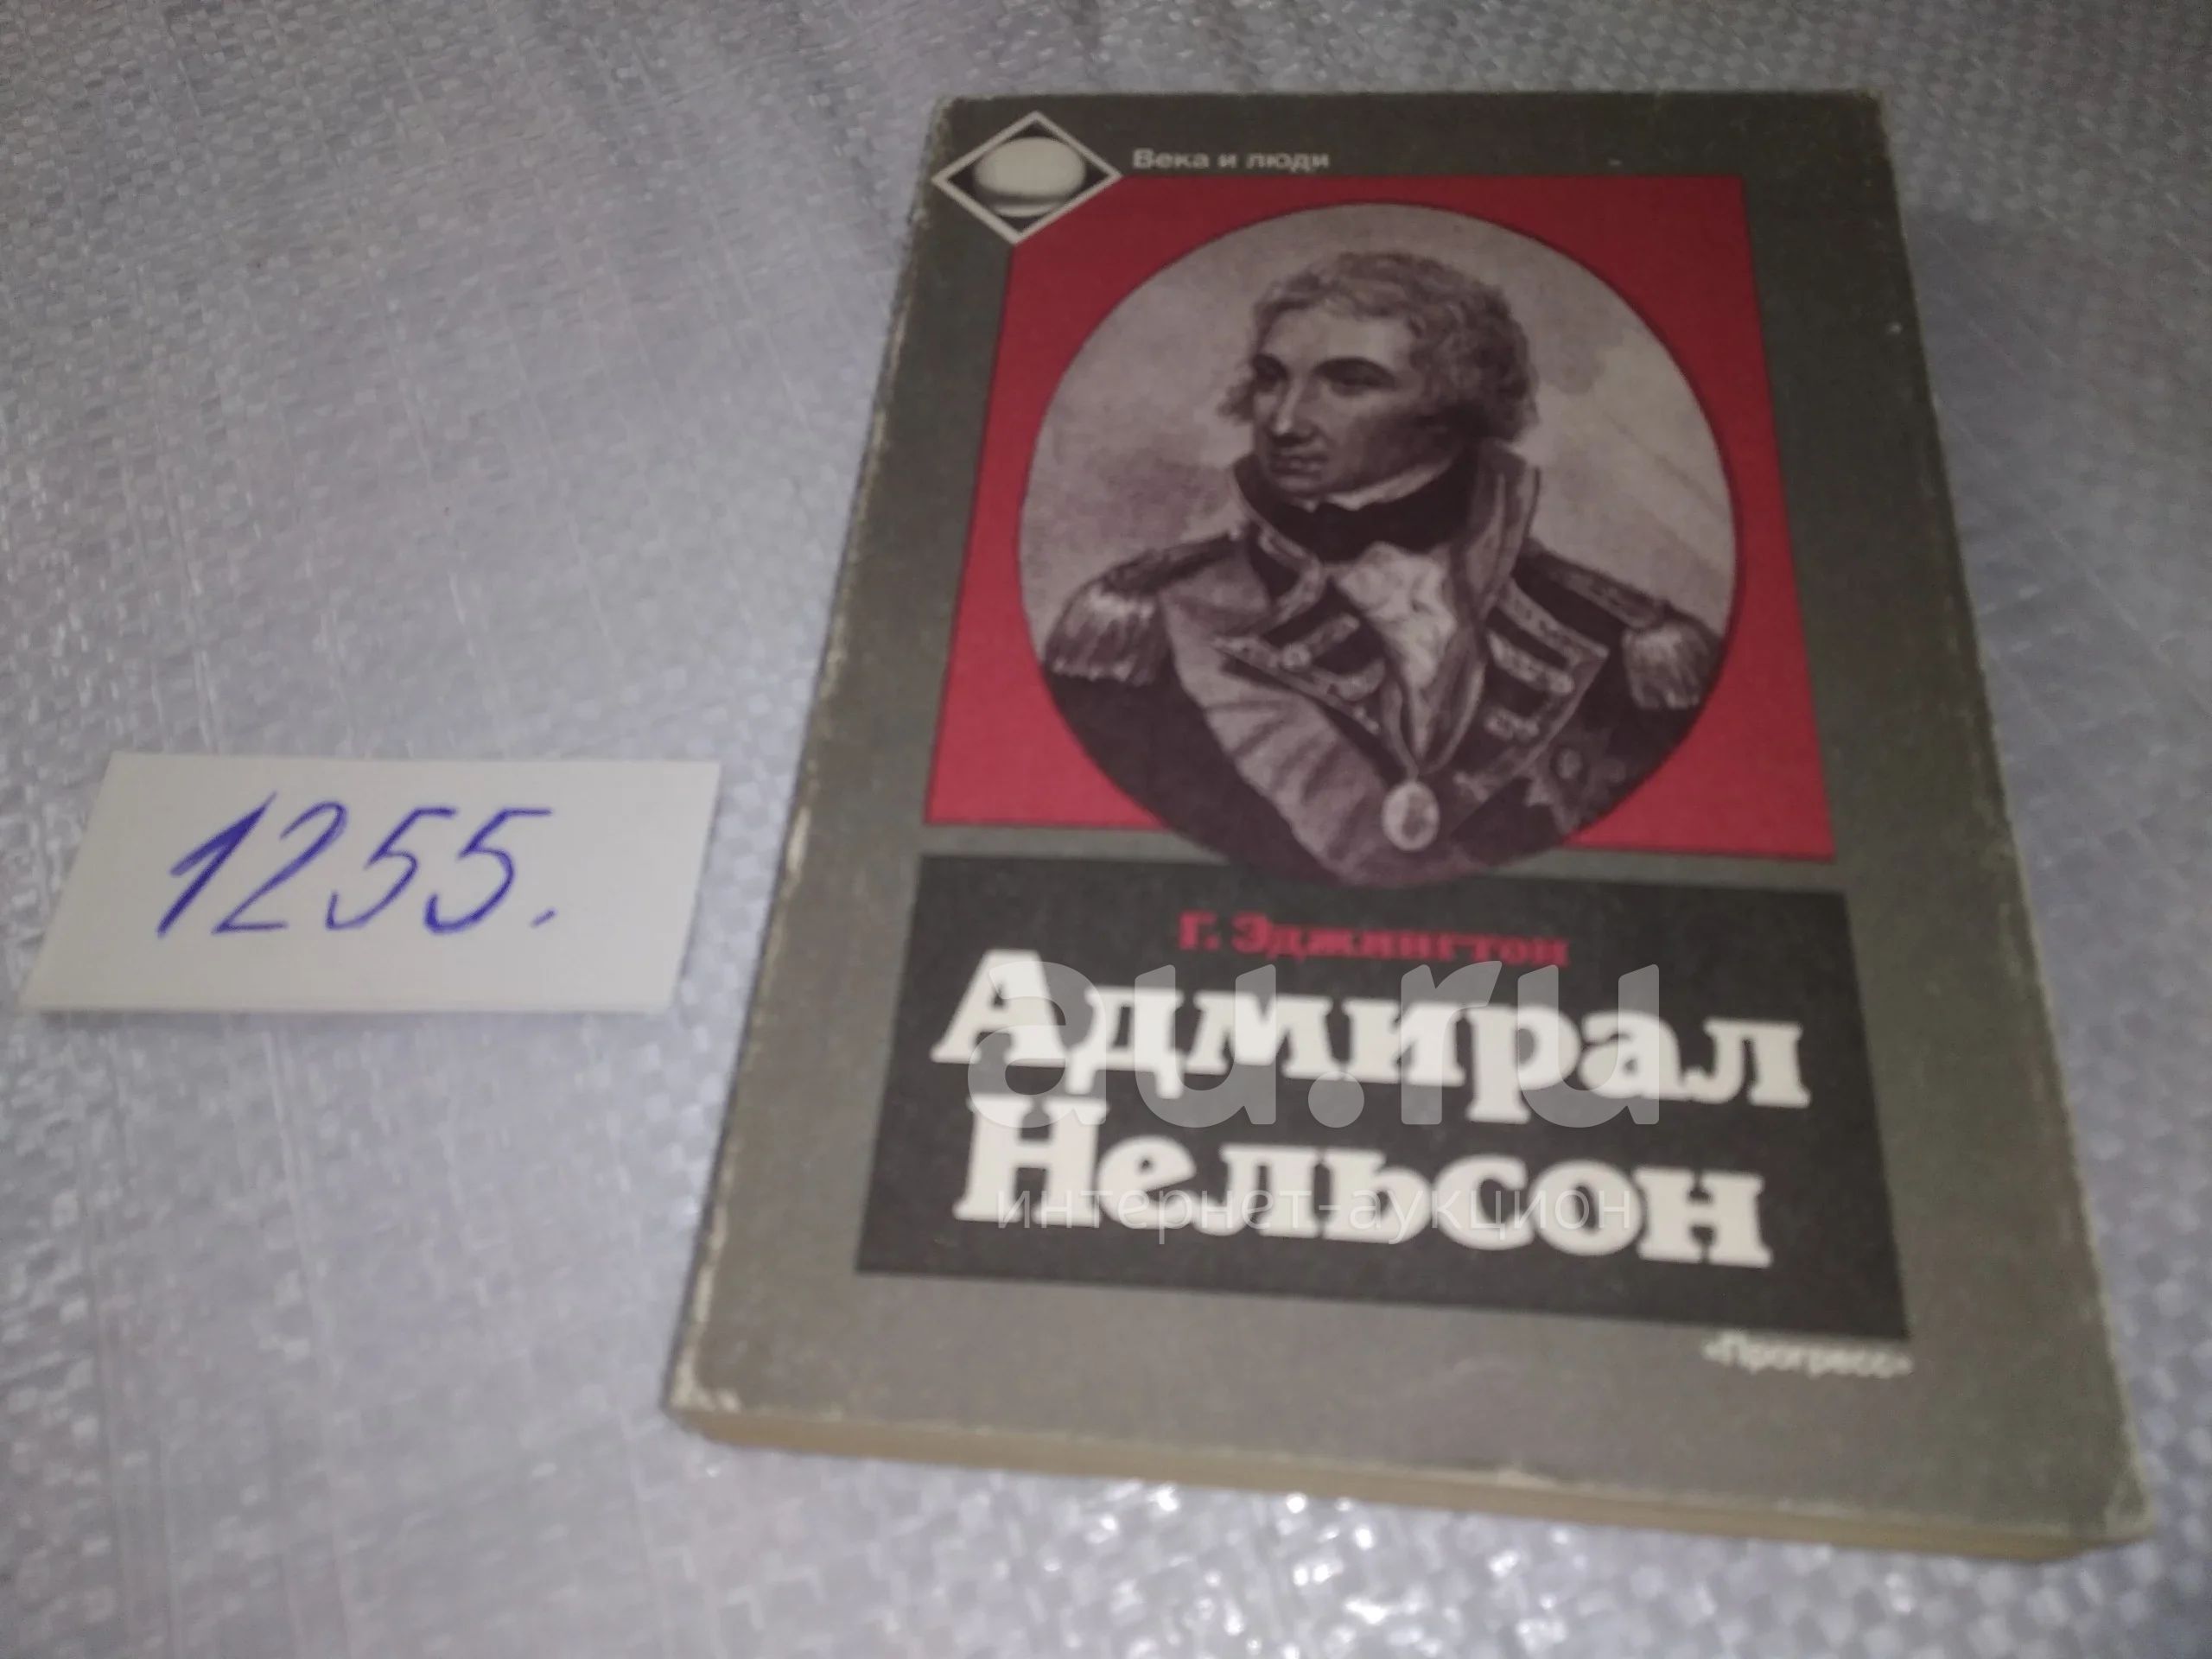 Века и люди
1255.
Г. Эджингтон
Адмирал
Нельсон
«Прогресс»
au.ru
интернет-аукцион